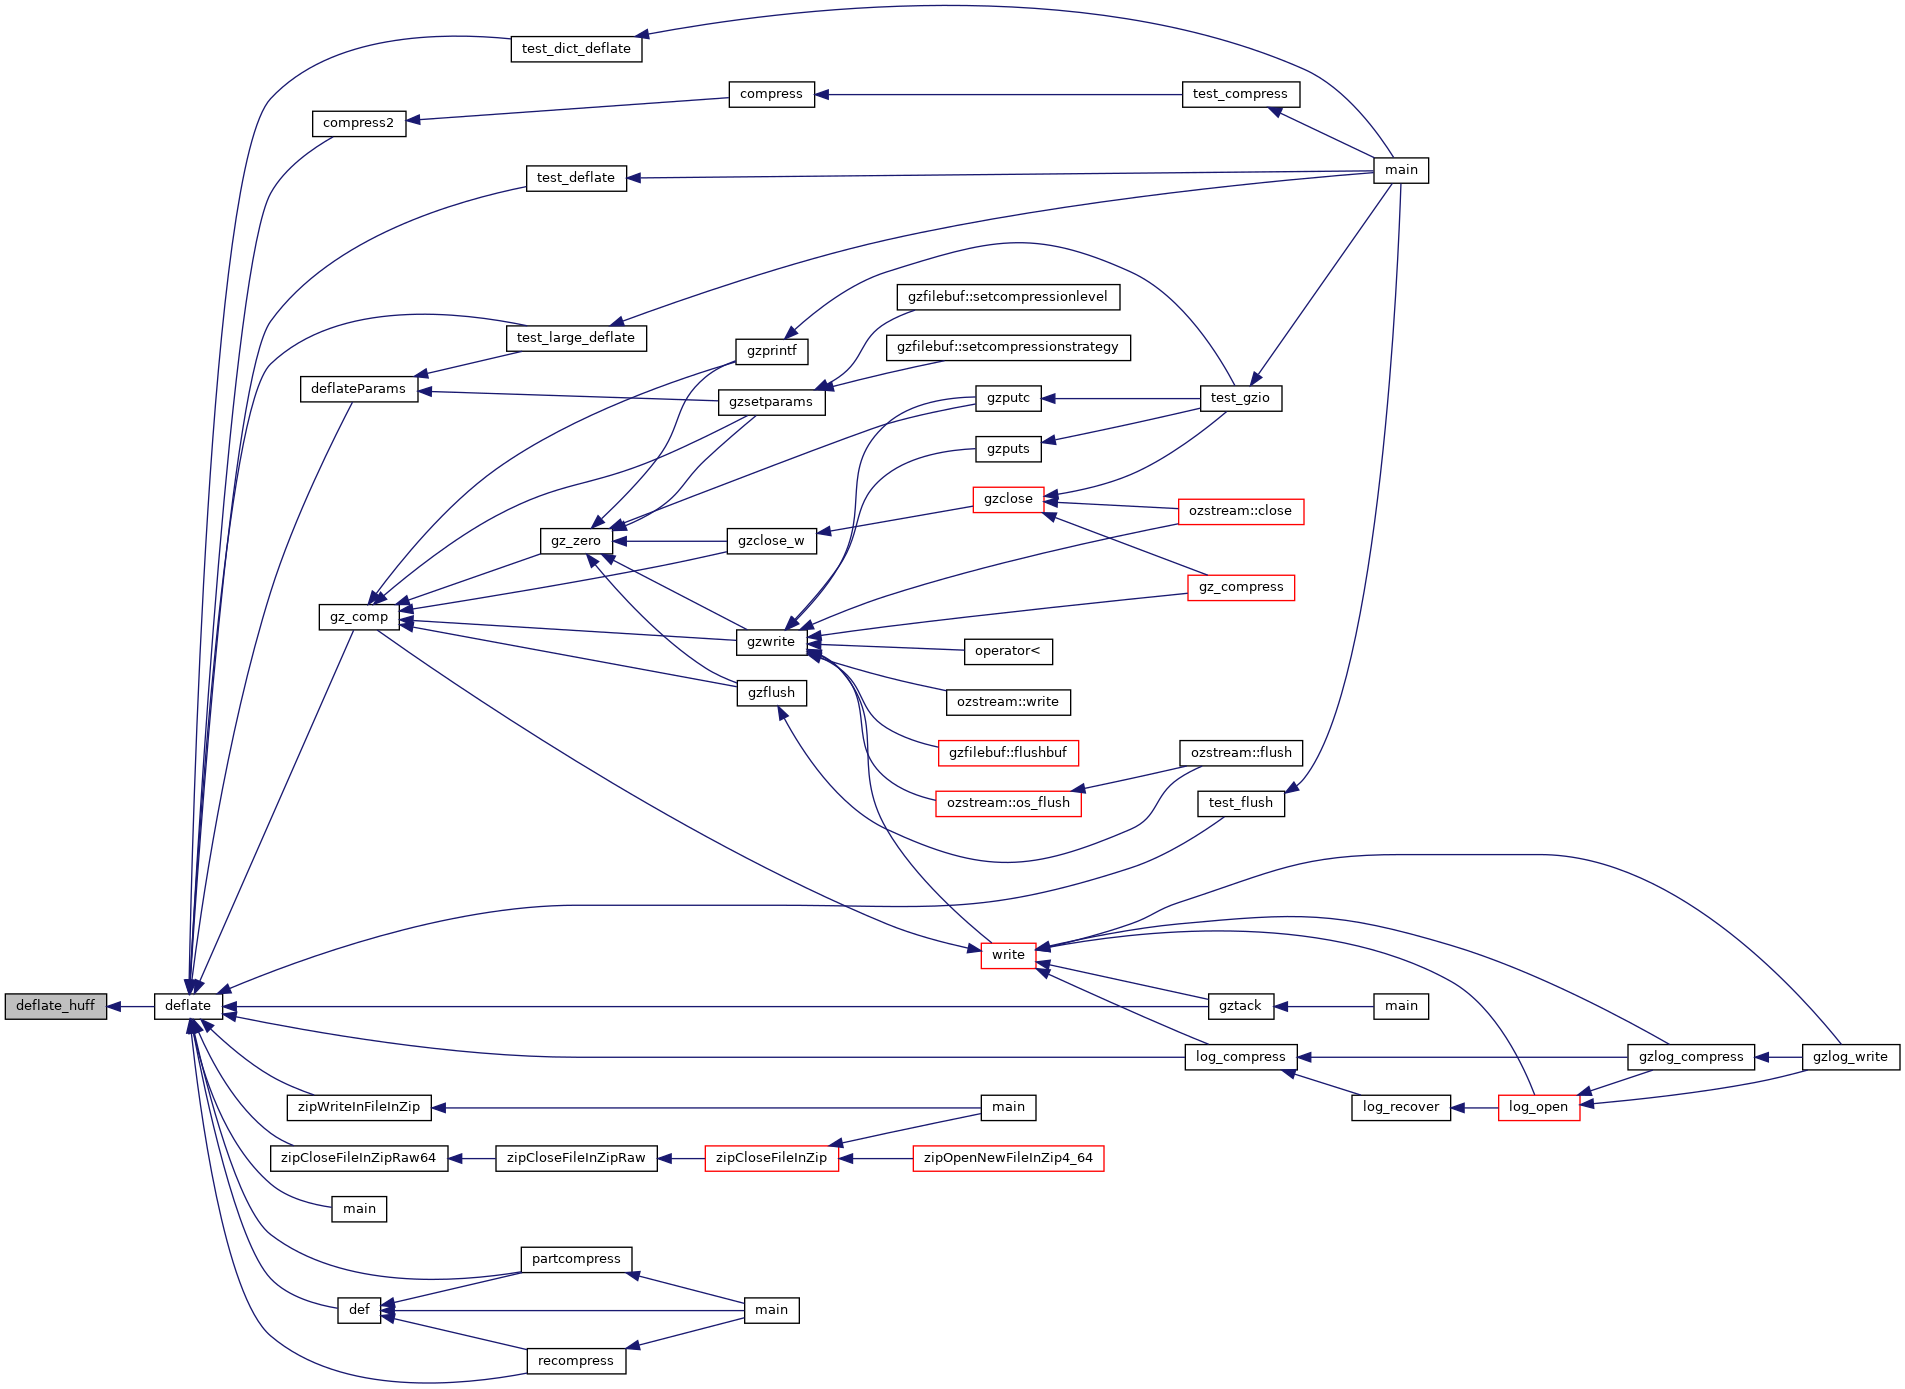 test_dict_deflate
compress
test_compress
compress2
main
test_deflate
gzfilebuf::setcompressionlevel
test_large_deflate
gzprintf
gzfilebuf::setcompressionstrategy
deflateParams
gzsetparams
gzputc
test_gzio
gzputs
gzclose
ozstream::close
gz_zero
gzclose_w
gz_compress
gz_comp
gzwrite
operator<
gzflush
ozstream::write
gzfilebuf::flushbuf
ozstream::flush
ozstream::os_flush
test_flush
write
deflate_huff
deflate
gztack
main
log_compress
gzlog_compress
gzlog_write
zipWriteInFileInZip
main
log_recover
log_open
zipCloseFileInZipRaw64
zipCloseFileInZipRaw
zipCloseFileInZip
zipOpenNewFileInZip4_64
main
partcompress
def
main
recompress